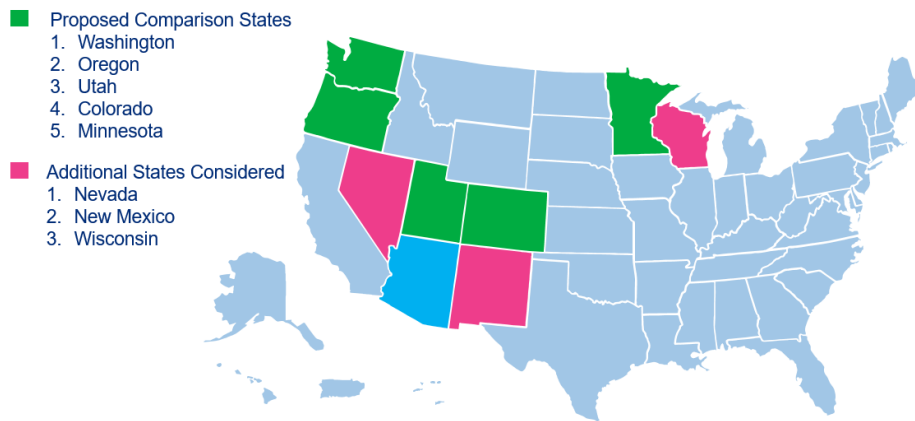 Proposed Comparison States
1. Washington
2. Oregon
3. Utah
4. Colorado
5. Minnesota
Additional States Considered
1. Nevada
2. New Mexico
3. Wisconsin